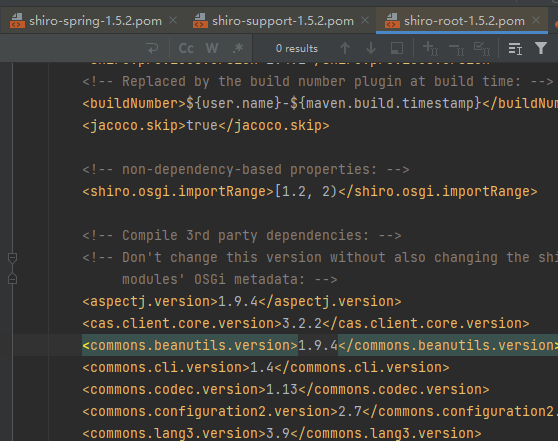 shiro-spring-1.5.2.pom shiro-support-1.5.2.pom shiro-root-1.5.2.pom
Cc W .* 0 results
<!-- Replaced by the build number plugin at build time: -->
<buildNumber>${user.name}-${maven.build.timestamp}</buildNum
<jacoco.skip>true</jacoco.skip>
<!-- non-dependency-based properties: -->
<shiro.osgi.importRange>[1.2, 2)</shiro.osgi.importRange>
<!-- Compile 3rd party dependencies: -->
<!-- Don't change this version without also changing the shi
modules' OSGi metadata: -->
<aspectj.version>1.9.4</aspectj.version>
<cas.client.core.version>3.2.2</cas.client.core.version>
<commons.beanutils.version>1.9.4</commons.beanutils.version>
<commons.cli.version>1.4</commons.cli.version>
<commons.codec.version>1.13</commons.codec.version>
<commons.configuration2.version>2.7</commons.configuration2.
<commons.lang3.version>3.9</commons.lang3.version>